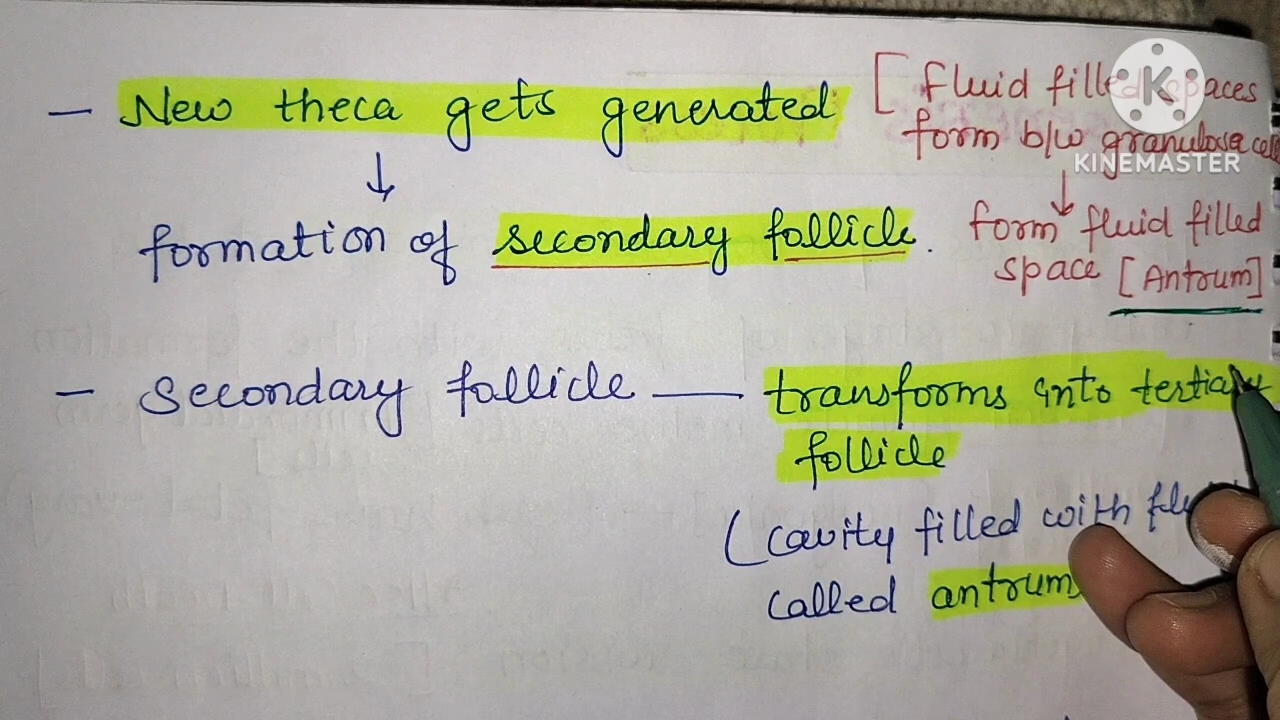 - New theca gets generated
↓
formation of secondary follicle.
[fluid filled spaces
form b/w granulosa
↓
form fluid filled
space [Antrum]
- Secondary follicle — transforms into tertiary
follicle
(cavity filled with
called antrum
KINEMASTER